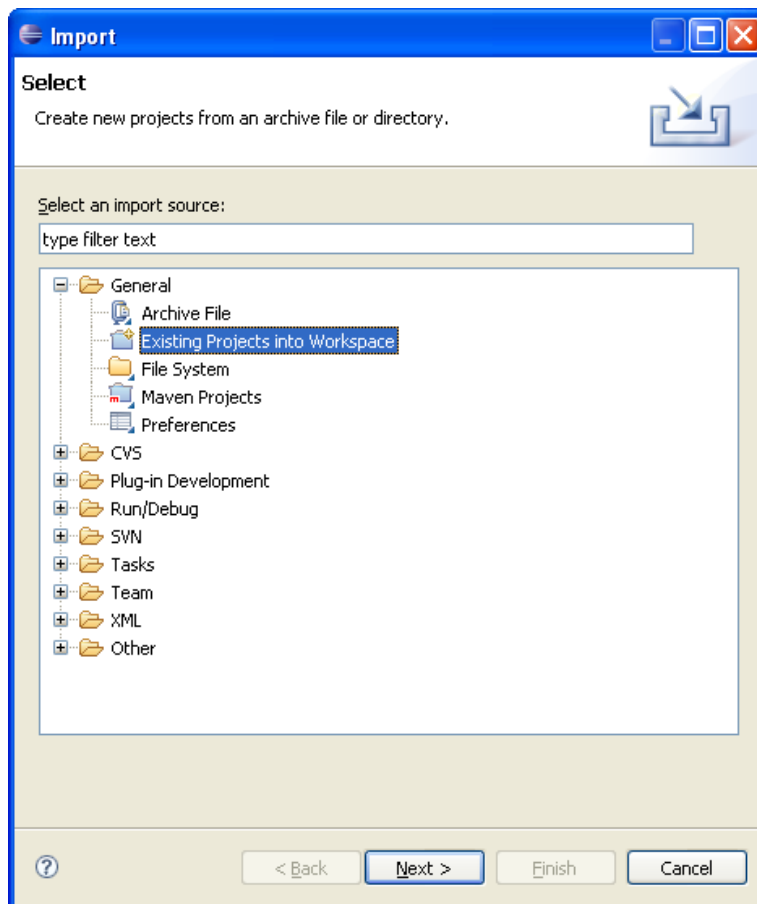 Import
Select
Create new projects from an archive file or directory.
Select an import source:
type filter text
General
Archive File
Existing Projects into Workspace
File System
Maven Projects
Preferences
CVS
Plug-in Development
Run/Debug
SVN
Tasks
Team
XML
Other
? < Back Next > Finish Cancel